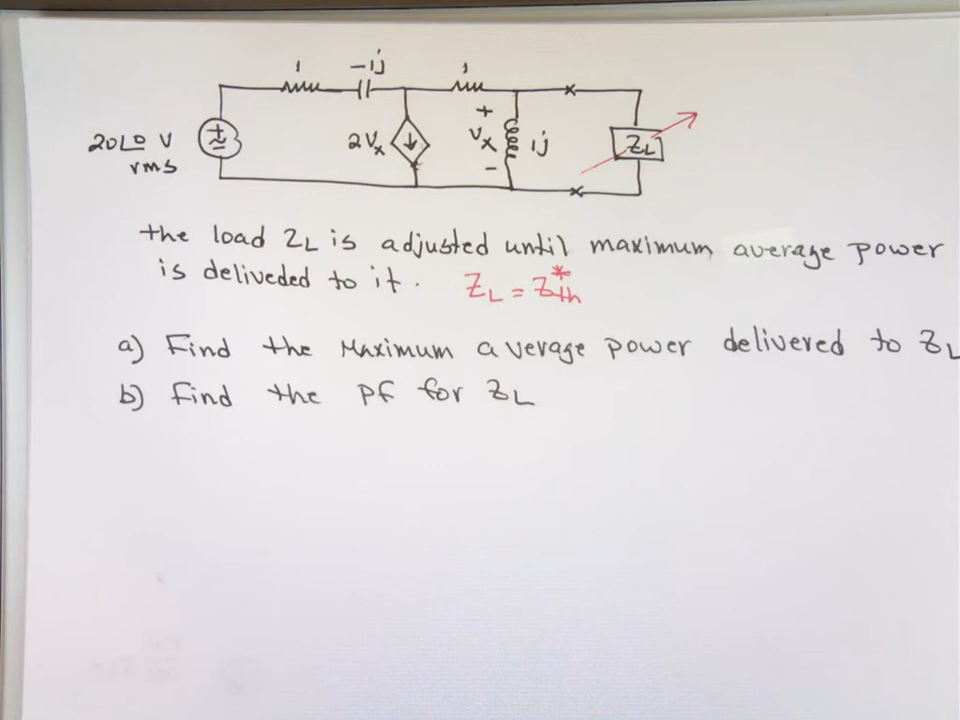 1 -1j 1
20∠0 V
rms
2Vx
+
Vx
-
1j
ZL
the load ZL is adjusted until maximum average power
is deliveded to it. ZL = Z*th
a) Find the Maximum average power delivered to ZL
b) Find the pf for ZL